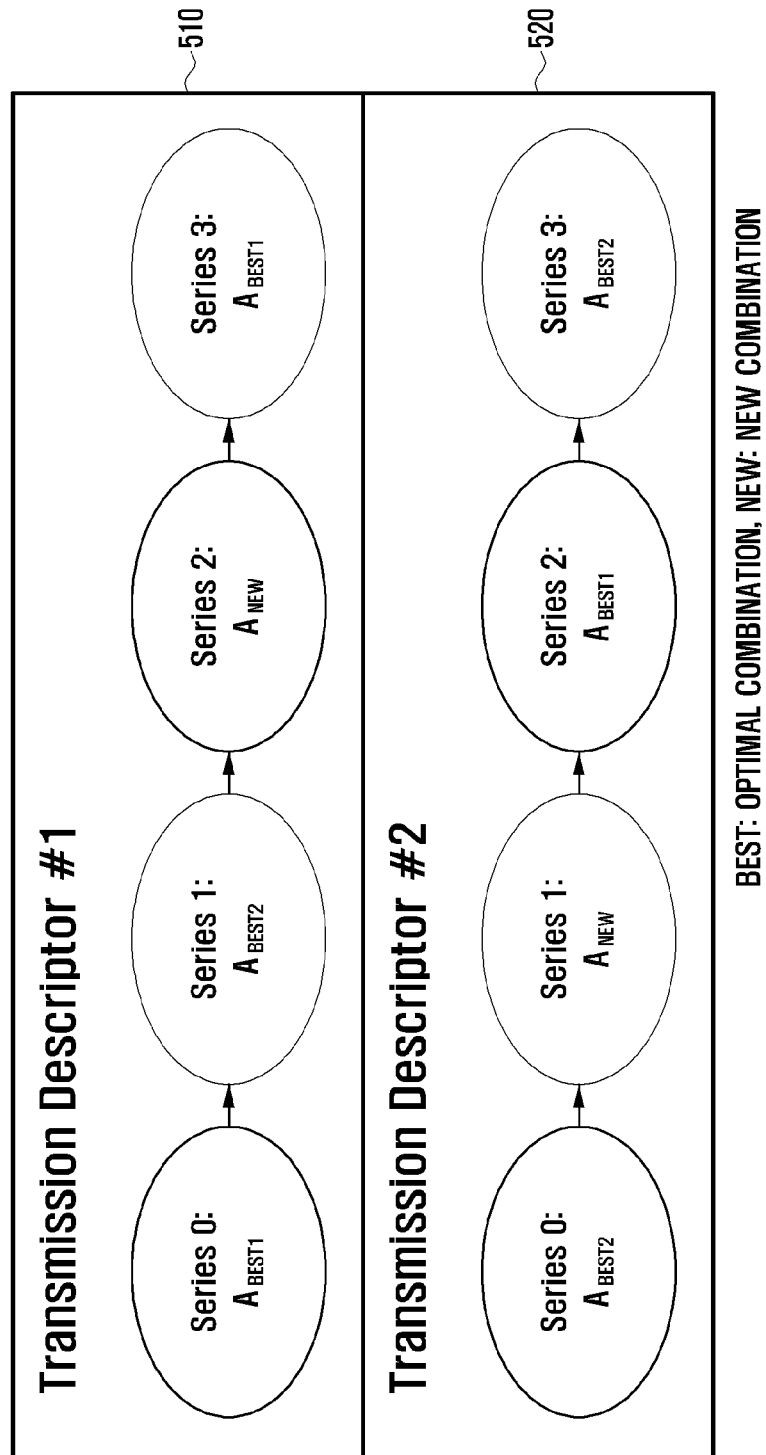 Transmission Descriptor #1
Series 0:
A BEST1
Series 1:
A BEST2
Series 2:
A NEW
Series 3:
A BEST1
510
Transmission Descriptor #2
Series 0:
A BEST2
Series 1:
A NEW
Series 2:
A BEST1
Series 3:
A BEST2
520
BEST: OPTIMAL COMBINATION, NEW: NEW COMBINATION